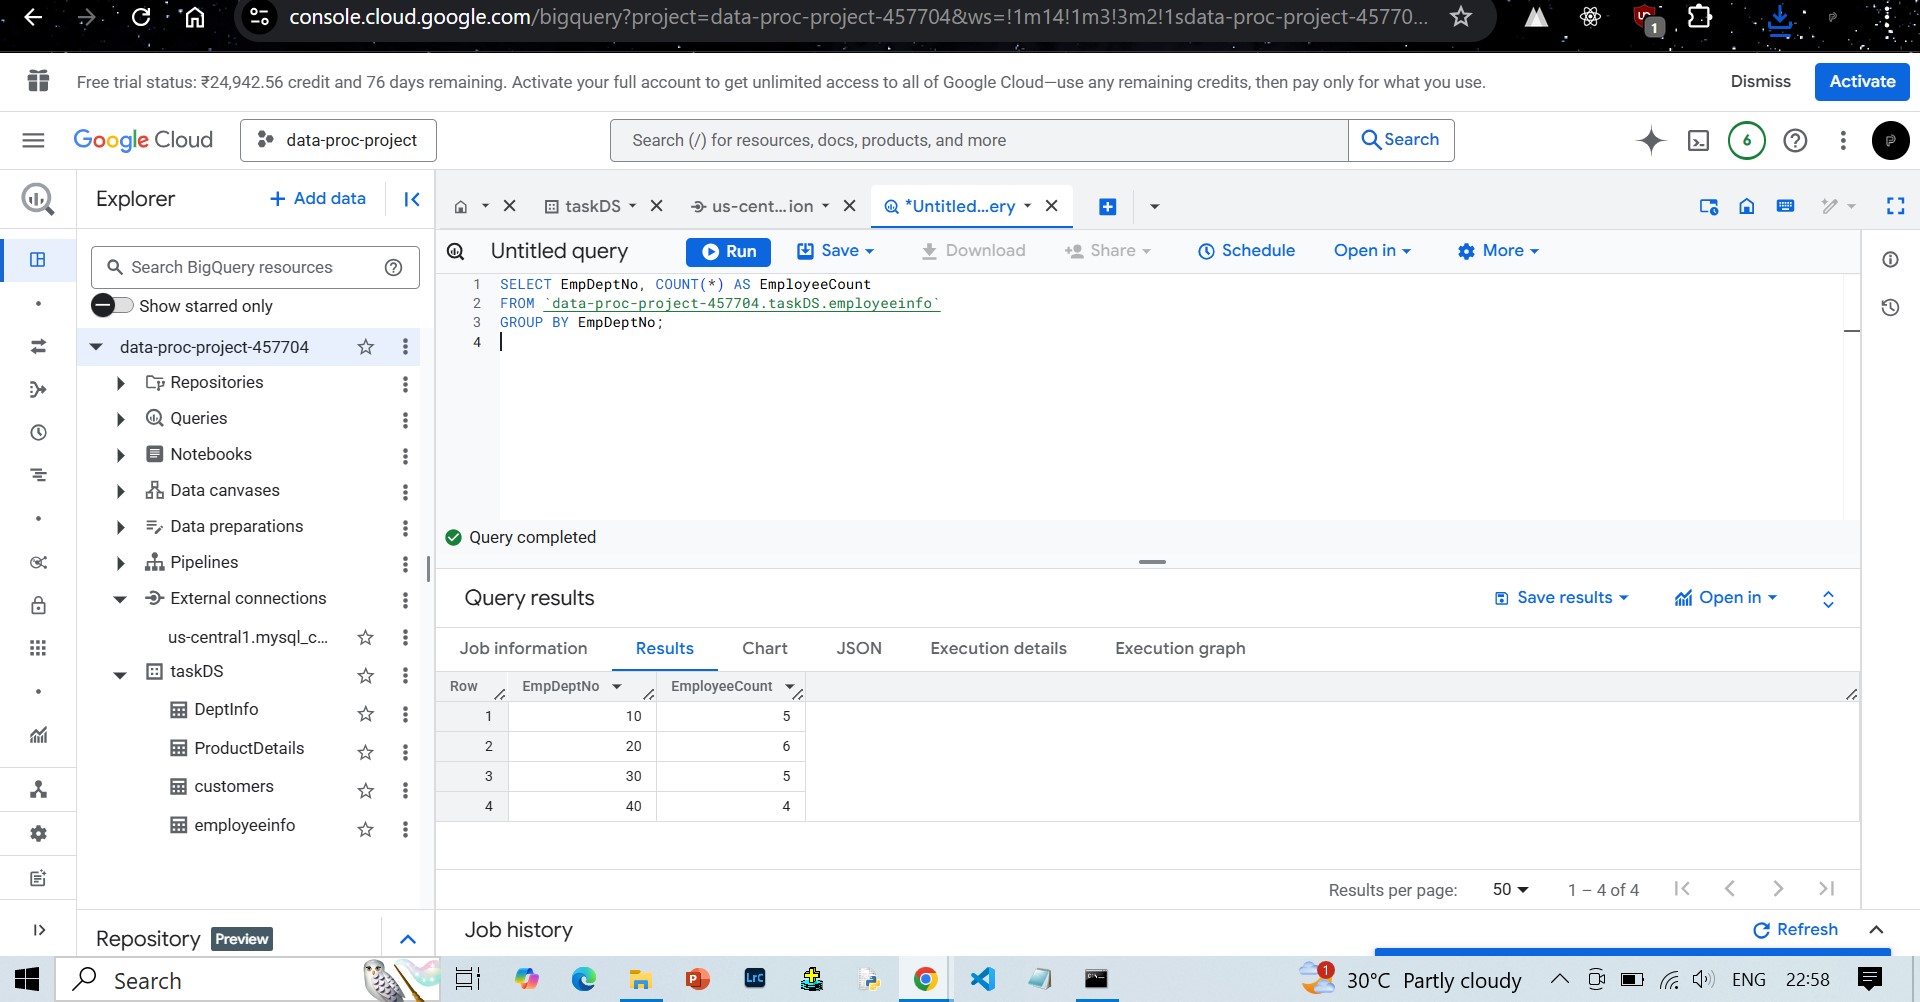 console.cloud.google.com/bigquery?project=data-proc-project-457704&ws=!1m14!1m3!3m2!1sdata-proc-project-45770...
1
Free trial status: ₹24,942.56 credit and 76 days remaining. Activate your full account to get unlimited access to all of Google Cloud—use any remaining credits, then pay only for what you use.
Dismiss
Activate
Google Cloud
data-proc-project
Search (/) for resources, docs, products, and more
Search
6
Explorer
+ Add data
Search BigQuery resources
Show starred only
data-proc-project-457704
Repositories
Queries
Notebooks
Data canvases
Data preparations
Pipelines
External connections
us-central1.mysql_c...
taskDS
DeptInfo
ProductDetails
customers
employeeinfo
Repository Preview
taskDS
us-cent...ion
*Untitled...ery
Untitled query
Run
Save
Download
Share
Schedule
Open in
More
1 SELECT EmpDeptNo, COUNT(*) AS EmployeeCount
2 FROM `data-proc-project-457704.taskDS.employeeinfo`
3 GROUP BY EmpDeptNo;
4
Query completed
Query results
Save results
Open in
Job information
Results
Chart
JSON
Execution details
Execution graph
Row EmpDeptNo EmployeeCount
1 10 5
2 20 6
3 30 5
4 40 4
Results per page: 50 1 – 4 of 4
Job history
Refresh
Search
Lrc
1
30°C Partly cloudy
ENG
22:58